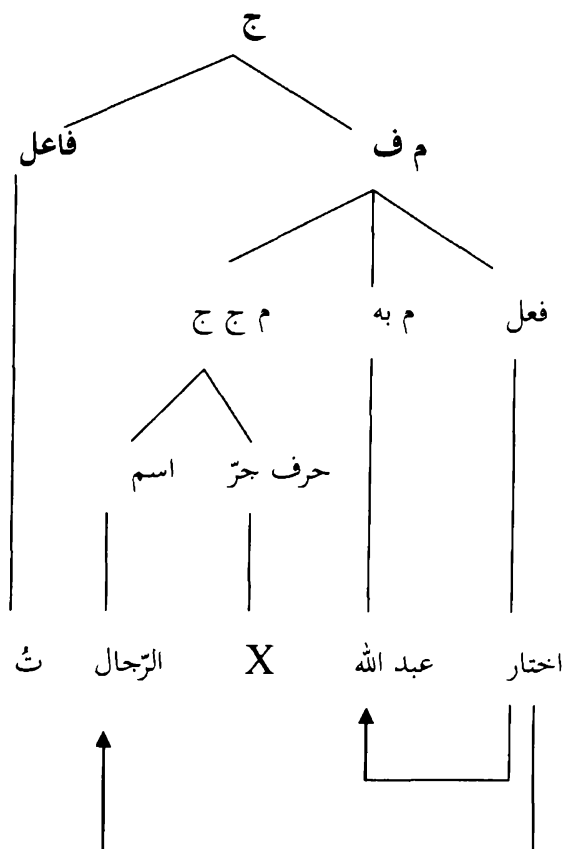 ج
م ف فاعل
فعل م به م ج ج
حرف جرّ اسم
اختار عبد الله X الرّجال تُ